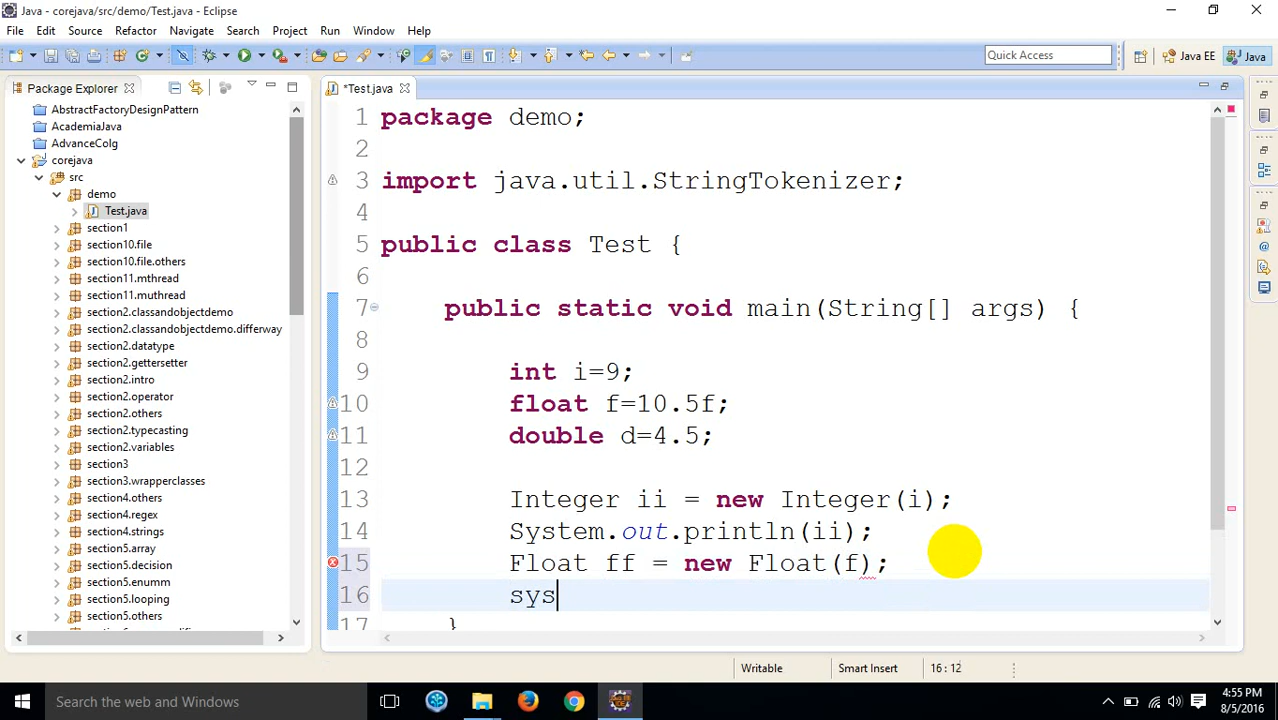 Java - corejava/src/demo/Test.java - Eclipse
File Edit Source Refactor Navigate Search Project Run Window Help
Quick Access
Java EE
Java
Package Explorer
AbstractFactoryDesignPattern
AcademiaJava
AdvanceColg
corejava
src
demo
Test.java
section1
section10.file
section10.file.others
section11.mthread
section11.muthread
section2.classandobjectdemo
section2.classandobjectdemo.differway
section2.datatype
section2.gettersetter
section2.intro
section2.operator
section2.others
section2.typecasting
section2.variables
section3
section3.wrapperclasses
section4.others
section4.regex
section4.strings
section5.array
section5.decision
section5.enumm
section5.looping
section5.others
*Test.java
1 package demo;
2
3 import java.util.StringTokenizer;
4
5 public class Test {
6
7 public static void main(String[] args) {
8
9 int i=9;
10 float f=10.5f;
11 double d=4.5;
12
13 Integer ii = new Integer(i);
14 System.out.println(ii);
15 Float ff = new Float(f);
16 sys
17 }
Writable Smart Insert 16 : 12
Search the web and Windows
4:55 PM
8/5/2016